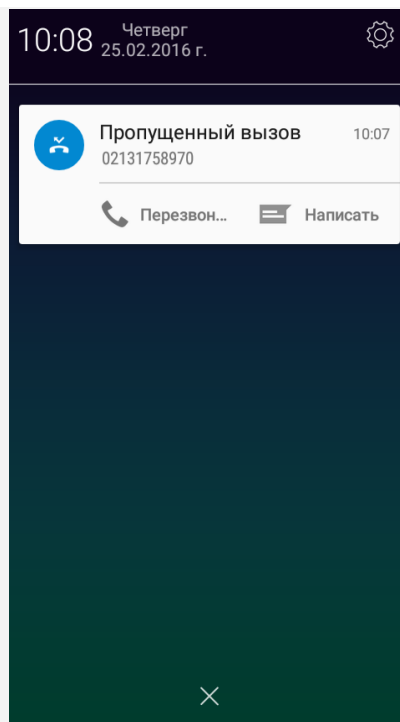 10:08 Четверг
25.02.2016 г.
Пропущенный вызов 10:07
02131758970
Перезвон... Написать